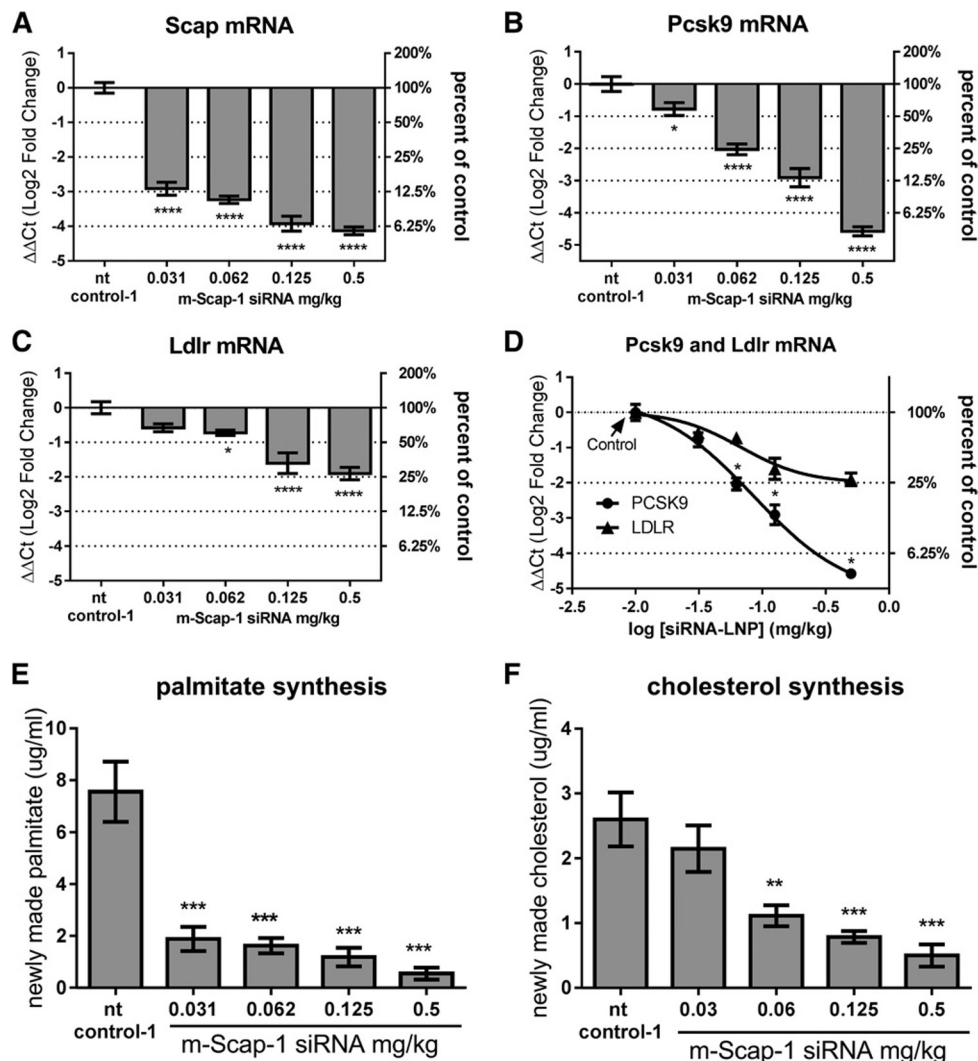 A
Scap mRNA
ΔΔCt (Log2 Fold Change)
1
0
-1
-2
-3
-4
-5
200%
100%
50%
25%
12.5%
6.25%
percent of control
****
****
****
****
nt
control-1
0.031 0.062 0.125 0.5
m-Scap-1 siRNA mg/kg
B
Pcsk9 mRNA
ΔΔCt (Log2 Fold Change)
1
0
-1
-2
-3
-4
-5
200%
100%
50%
25%
12.5%
6.25%
percent of control
*
****
****
****
nt
control-1
0.031 0.062 0.125 0.5
m-Scap-1 siRNA mg/kg
C
Ldlr mRNA
ΔΔCt (Log2 Fold Change)
1
0
-1
-2
-3
-4
-5
200%
100%
50%
25%
12.5%
6.25%
percent of control
*
****
****
nt
control-1
0.031 0.062 0.125 0.5
m-Scap-1 siRNA mg/kg
D
Pcsk9 and Ldlr mRNA
ΔΔCt (Log2 Fold Change)
1
0
-1
-2
-3
-4
-5
100%
25%
6.25%
percent of control
Control
*
*
*
PCSK9
LDLR
-2.5 -2.0 -1.5 -1.0 -0.5 0.0
log [siRNA-LNP] (mg/kg)
E
palmitate synthesis
newly made palmitate (ug/ml)
10
8
6
4
2
0
***
***
***
***
nt
control-1
0.031 0.062 0.125 0.5
m-Scap-1 siRNA mg/kg
F
cholesterol synthesis
newly made cholesterol (ug/ml)
4
3
2
1
0
**
***
***
nt
control-1
0.03 0.06 0.125 0.5
m-Scap-1 siRNA mg/kg